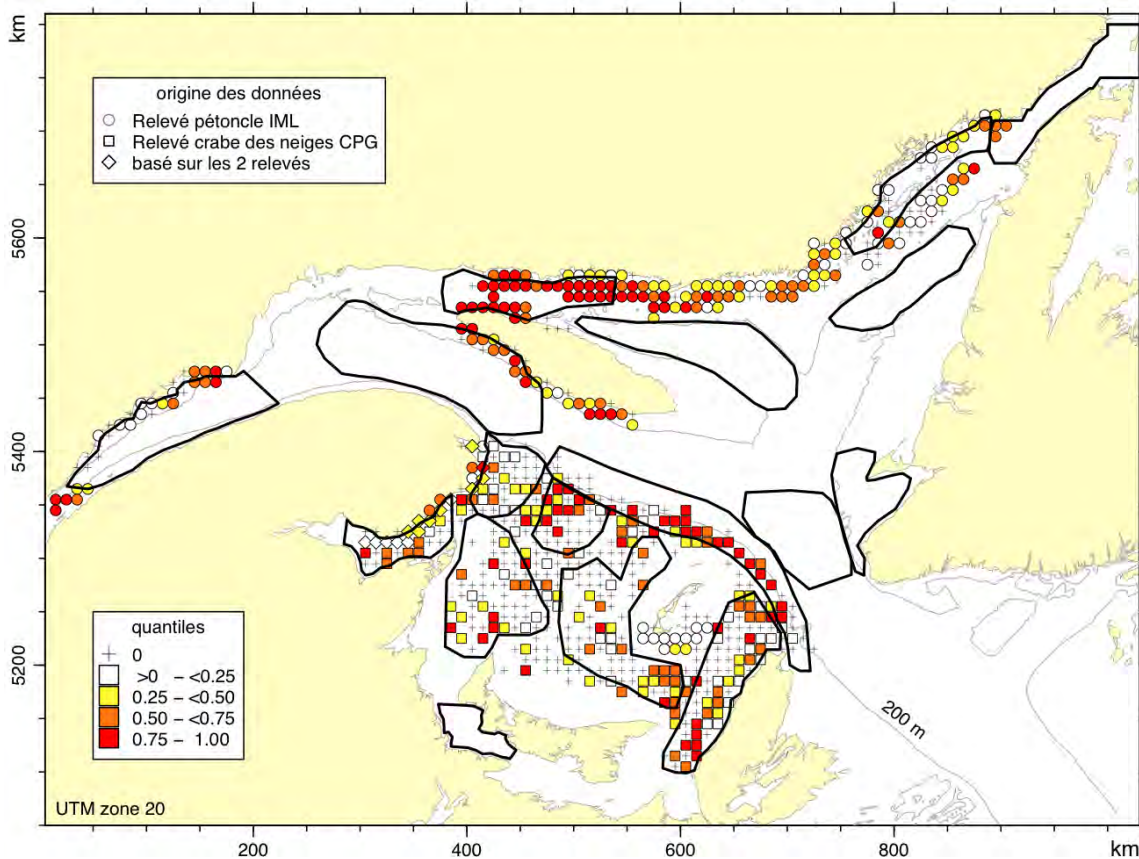 km
origine des données
Relevé pétoncle IML
Relevé crabe des neiges CPG
basé sur les 2 relevés
5600
5400
5200
quantiles
0
>0 – <0.25
0.25 – <0.50
0.50 – <0.75
0.75 – 1.00
200 m
UTM zone 20
200
400
600
800
km